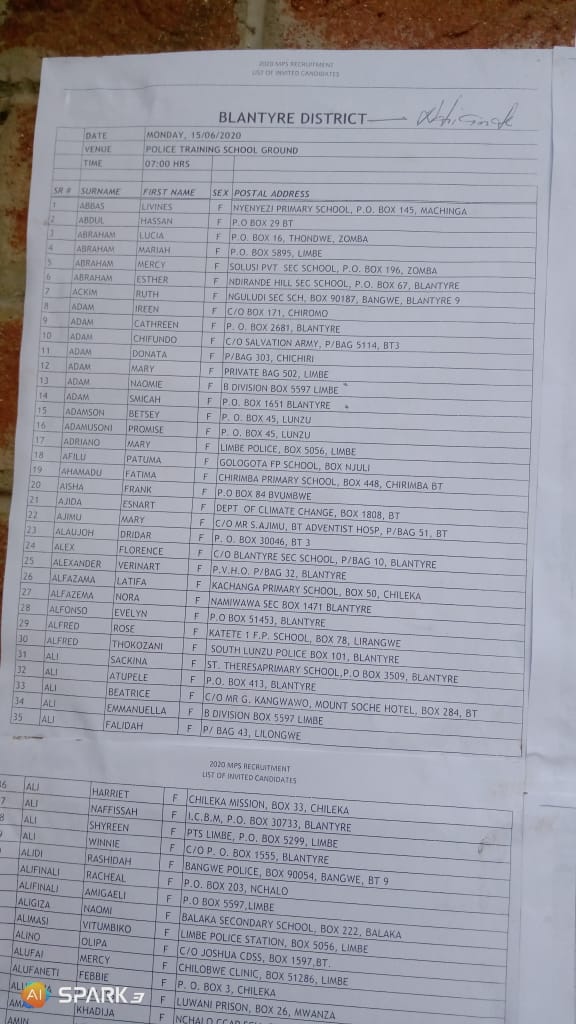 2020 MPS RECRUITMENT
LIST OF INVITED CANDIDATES
BLANTYRE DISTRICT
DATE MONDAY, 15/06/2020
VENUE POLICE TRAINING SCHOOL GROUND
TIME 07:00 HRS
SR # SURNAME FIRST NAME SEX POSTAL ADDRESS
1 ABBAS LIVINES F NYENYEZI PRIMARY SCHOOL, P.O. BOX 145, MACHINGA
2 ABDUL HASSAN F P.O BOX 29 BT
3 ABRAHAM LUCIA F P.O. BOX 16, THONDWE, ZOMBA
4 ABRAHAM MARIAH F P.O. BOX 5895, LIMBE
5 ABRAHAM MERCY F SOLUSI PVT SEC SCHOOL, P.O. BOX 196, ZOMBA
6 ABRAHAM ESTHER F NDIRANDE HILL SEC SCHOOL, P.O. BOX 67, BLANTYRE
7 ACKIM RUTH F NGULUDI SEC SCH, BOX 90187, BANGWE, BLANTYRE 9
8 ADAM IREEN F C/O BOX 171, CHIROMO
9 ADAM CATHREEN F P. O. BOX 2681, BLANTYRE
10 ADAM CHIFUNDO F C/O SALVATION ARMY, P/BAG 5114, BT3
11 ADAM DONATA F P/BAG 303, CHICHIRI
12 ADAM MARY F PRIVATE BAG 502, LIMBE
13 ADAM NAOMIE F B DIVISION BOX 5597 LIMBE
14 ADAM SMICAH F P.O. BOX 1651 BLANTYRE
15 ADAMSON BETSEY F P. O. BOX 45, LUNZU
16 ADAMUSONI PROMISE F P. O. BOX 45, LUNZU
17 ADRIANO MARY F LIMBE POLICE, BOX 5056, LIMBE
18 AFILU PATUMA F GOLOGOTA FP SCHOOL, BOX NJULI
19 AHAMADU FATIMA F CHIRIMBA PRIMARY SCHOOL, BOX 448, CHIRIMBA BT
20 AISHA FRANK F P.O BOX 84 BVUMBWE
21 AJIDA ESNART F DEPT OF CLIMATE CHANGE, BOX 1808, BT
22 AJIMU MARY F C/O MR S.AJIMU, BT ADVENTIST HOSP, P/BAG 51, BT
23 ALAUJOH DRIDAR F P. O. BOX 30046, BT 3
24 ALEX FLORENCE F C/O BLANTYRE SEC SCHOOL, P/BAG 10, BLANTYRE
25 ALEXANDER VERINART F P.V.H.O. P/BAG 32, BLANTYRE
26 ALFAZAMA LATIFA F KACHANGA PRIMARY SCHOOL, BOX 50, CHILEKA
27 ALFAZEMA NORA F NAMIWAWA SEC BOX 1471 BLANTYRE
28 ALFONSO EVELYN F P.O BOX 51453, BLANTYRE
29 ALFRED ROSE F KATETE 1 F.P. SCHOOL, BOX 78, LIRANGWE
30 ALFRED THOKOZANI F SOUTH LUNZU POLICE BOX 101, BLANTYRE
31 ALI SACKINA F ST. THERESAPRIMARY SCHOOL,P.O BOX 3509, BLANTYRE
32 ALI ATUPELE F P.O. BOX 413, BLANTYRE
33 ALI BEATRICE F C/O MR G. KANGWAWO, MOUNT SOCHE HOTEL, BOX 284, BT
34 ALI EMMANUELLA F B DIVISION BOX 5597 LIMBE
35 ALI FALIDAH F P/ BAG 43, LILONGWE
2020 MPS RECRUITMENT
LIST OF INVITED CANDIDATES
6 ALI HARRIET F CHILEKA MISSION, BOX 33, CHILEKA
7 ALI NAFFISSAH F I.C.B.M, P.O. BOX 30733, BLANTYRE
8 ALI SHYREEN F PTS LIMBE, P.O. BOX 5299, LIMBE
9 ALI WINNIE F C/O P. O. BOX 1555, BLANTYRE
ALIDI RASHIDAH F BANGWE POLICE, BOX 90054, BANGWE, BT 9
ALIFINALI RACHEAL F P.O. BOX 203, NCHALO
ALIFINALI AMIGAELI F P.O BOX 5597,LIMBE
ALIGIZA NAOMI F BALAKA SECONDARY SCHOOL, BOX 222, BALAKA
ALIMASI VITUMBIKO F LIMBE POLICE STATION, BOX 5056, LIMBE
ALINO OLIPA F C/O JOSHUA CDSS, BOX 1597,BT.
ALUFAI MERCY F CHILOBWE CLINIC, BOX 51286, LIMBE
ALUFANETI FEBBIE F P. O. BOX 3, CHILEKA
KHADIJA F LUWANI PRISON, BOX 26, MWANZA
AMIN NCHALO
AI SPARK 3